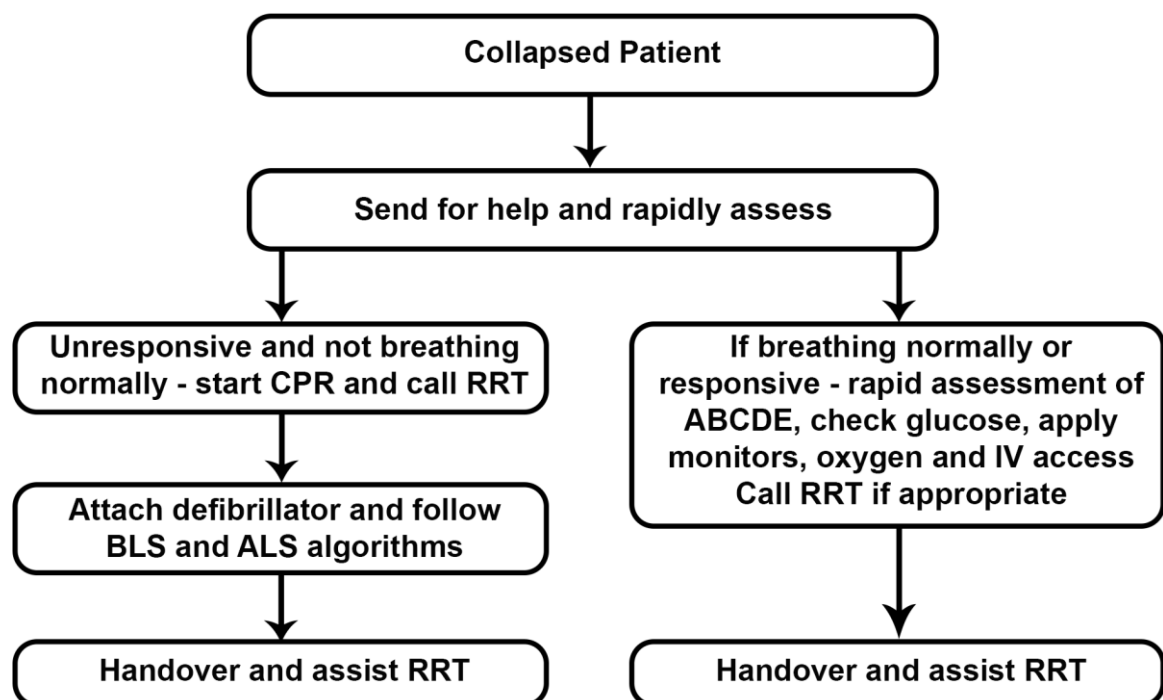 Collapsed Patient
Send for help and rapidly assess
Unresponsive and not breathing
normally - start CPR and call RRT
Attach defibrillator and follow
BLS and ALS algorithms
Handover and assist RRT
If breathing normally or
responsive - rapid assessment of
ABCDE, check glucose, apply
monitors, oxygen and IV access
Call RRT if appropriate
Handover and assist RRT